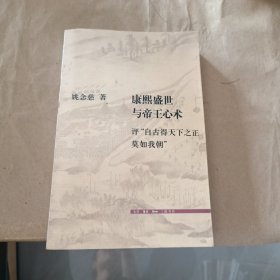 姚念慈 著
康熙盛世
与帝王心术
评“自古得天下之正
莫如我朝”